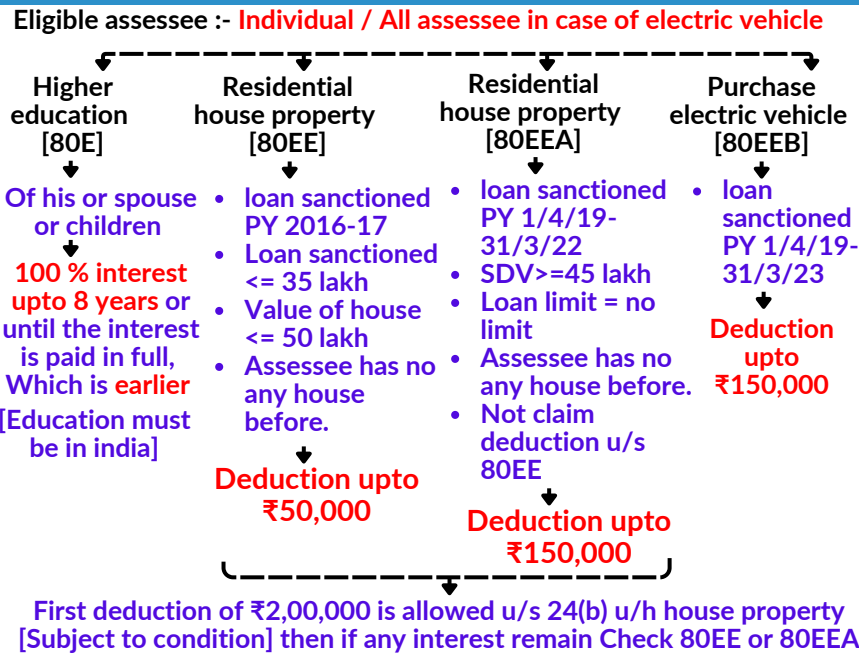 Eligible assessee :- Individual / All assessee in case of electric vehicle
Higher
education
[80E]
Of his or spouse
or children
100 % interest
upto 8 years or
until the interest
is paid in full,
Which is earlier
[Education must
be in india]
Residential
house property
[80EE]
• loan sanctioned
PY 2016-17
• Loan sanctioned
<= 35 lakh
• Value of house
<= 50 lakh
• Assessee has no
any house
before.
Deduction upto
₹50,000
Residential
house property
[80EEA]
• loan sanctioned
PY 1/4/19-
31/3/22
• SDV>=45 lakh
• Loan limit = no
limit
• Assessee has no
any house before.
• Not claim
deduction u/s
80EE
Deduction upto
₹150,000
Purchase
electric vehicle
[80EEB]
• loan
sanctioned
PY 1/4/19-
31/3/23
Deduction
upto
₹150,000
First deduction of ₹2,00,000 is allowed u/s 24(b) u/h house property
[Subject to condition] then if any interest remain Check 80EE or 80EEA